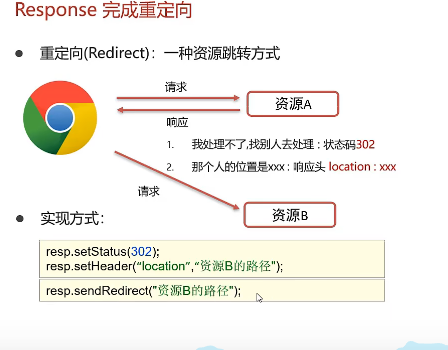 Response 完成重定向
● 重定向(Redirect)：一种资源跳转方式
请求
资源A
响应
1. 我处理不了,找别人去处理 : 状态码302
2. 那个人的位置是xxx : 响应头 location : xxx
请求
资源B
● 实现方式：
resp.setStatus(302);
resp.setHeader(“location”,“资源B的路径");
resp.sendRedirect("资源B的路径");